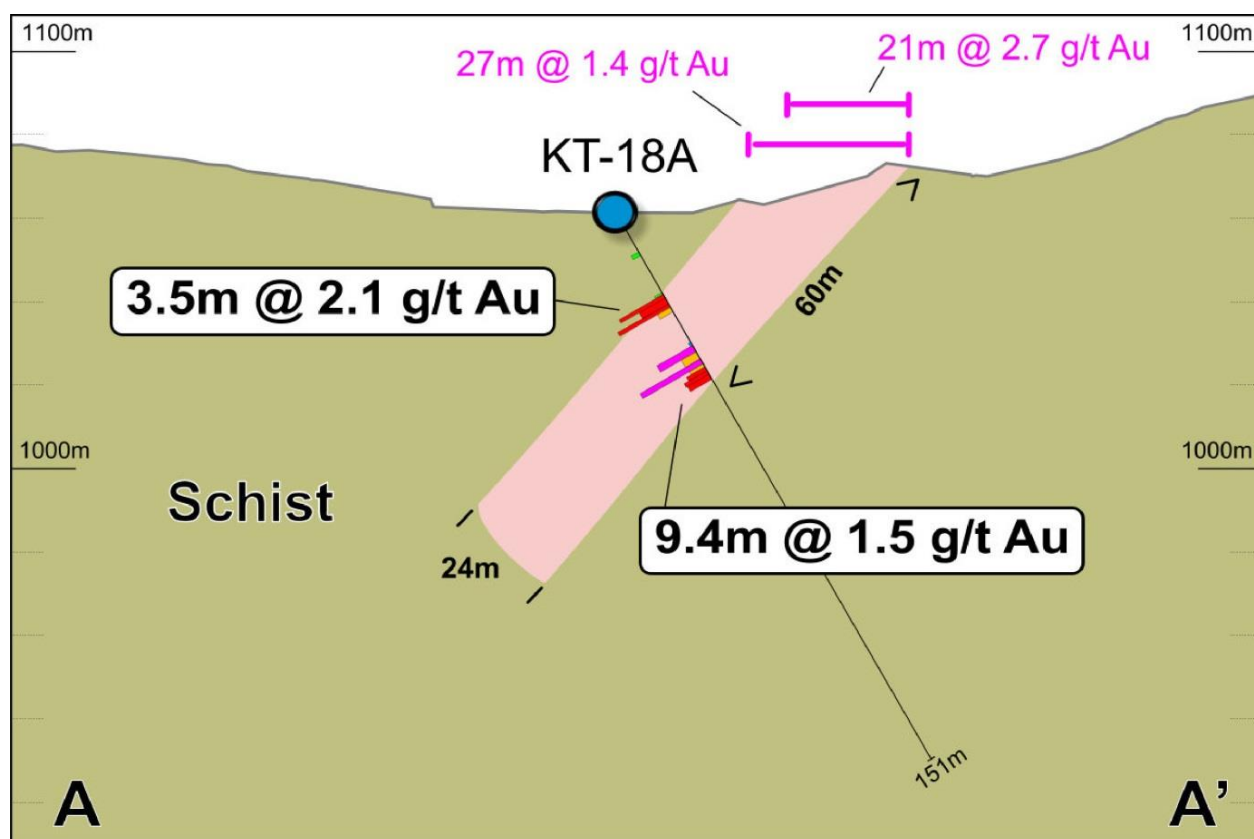 1100m
1100m
21m @ 2.7 g/t Au
27m @ 1.4 g/t Au
KT-18A
60m
3.5m @ 2.1 g/t Au
1000m
1000m
Schist
9.4m @ 1.5 g/t Au
24m
151m
A
A’